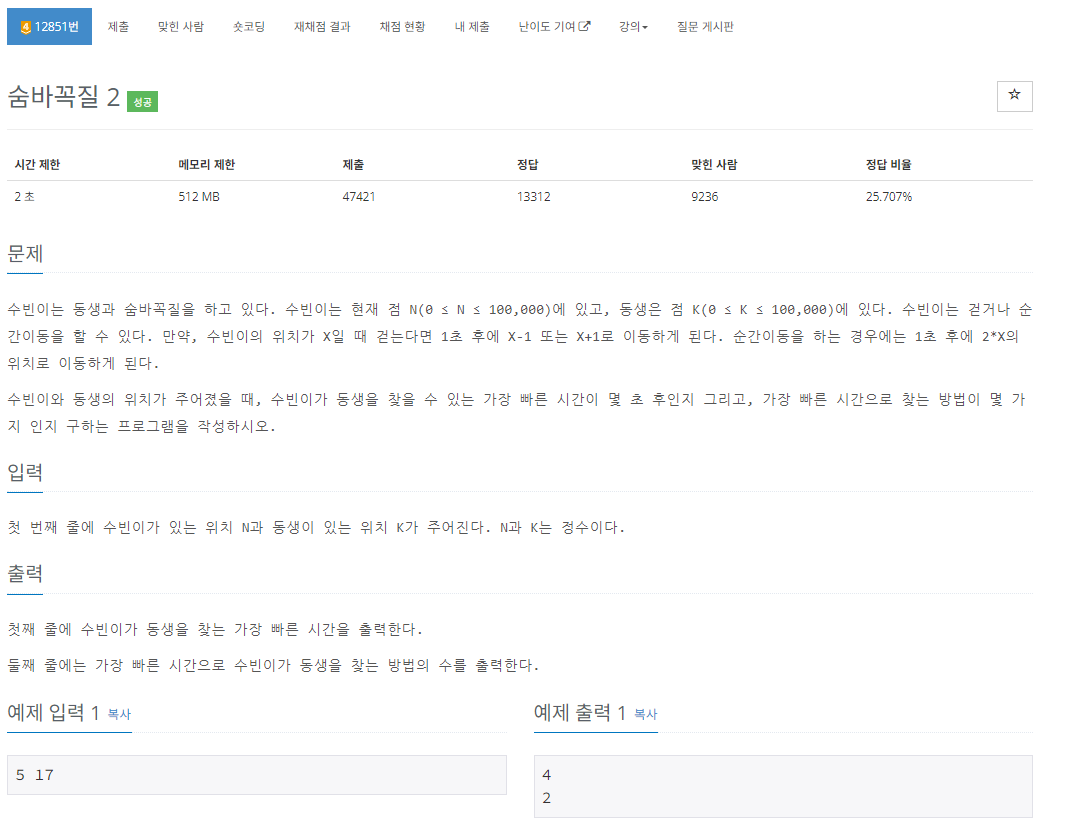 4 12851번 제출 맞힌 사람 숏코딩 재채점 결과 채점 현황 내 제출 난이도 기여 강의 질문 게시판
숨바꼭질 2 성공
시간 제한 메모리 제한 제출 정답 맞힌 사람 정답 비율
2 초 512 MB 47421 13312 9236 25.707%
문제
수빈이는 동생과 숨바꼭질을 하고 있다. 수빈이는 현재 점 N(0 ≤ N ≤ 100,000)에 있고, 동생은 점 K(0 ≤ K ≤ 100,000)에 있다. 수빈이는 걷거나 순
간이동을 할 수 있다. 만약, 수빈이의 위치가 X일 때 걷는다면 1초 후에 X-1 또는 X+1로 이동하게 된다. 순간이동을 하는 경우에는 1초 후에 2*X의
위치로 이동하게 된다.
수빈이와 동생의 위치가 주어졌을 때, 수빈이가 동생을 찾을 수 있는 가장 빠른 시간이 몇 초 후인지 그리고, 가장 빠른 시간으로 찾는 방법이 몇 가
지 인지 구하는 프로그램을 작성하시오.
입력
첫 번째 줄에 수빈이가 있는 위치 N과 동생이 있는 위치 K가 주어진다. N과 K는 정수이다.
출력
첫째 줄에 수빈이가 동생을 찾는 가장 빠른 시간을 출력한다.
둘째 줄에는 가장 빠른 시간으로 수빈이가 동생을 찾는 방법의 수를 출력한다.
예제 입력 1 복사 예제 출력 1 복사
5 17
4
2